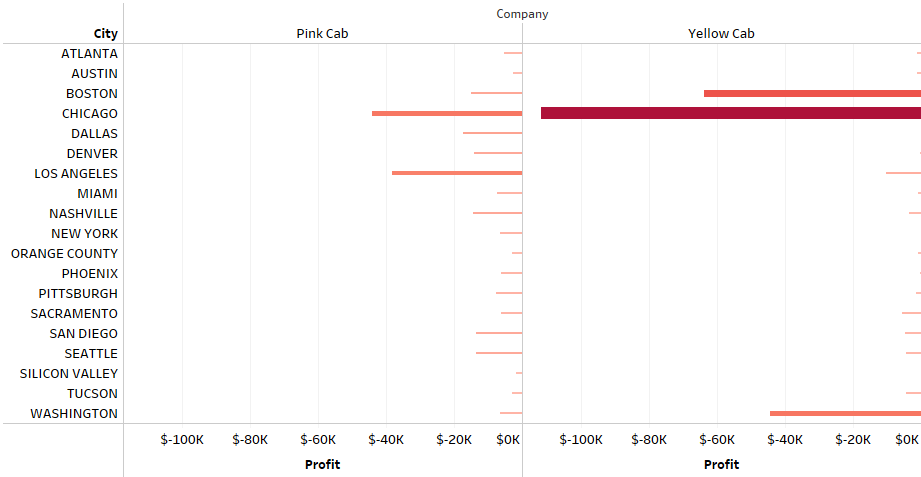 Company
City Pink Cab Yellow Cab
ATLANTA
AUSTIN
BOSTON
CHICAGO
DALLAS
DENVER
LOS ANGELES
MIAMI
NASHVILLE
NEW YORK
ORANGE COUNTY
PHOENIX
PITTSBURGH
SACRAMENTO
SAN DIEGO
SEATTLE
SILICON VALLEY
TUCSON
WASHINGTON
$-100K $-80K $-60K $-40K $-20K $0K $-100K $-80K $-60K $-40K $-20K $0K
Profit Profit